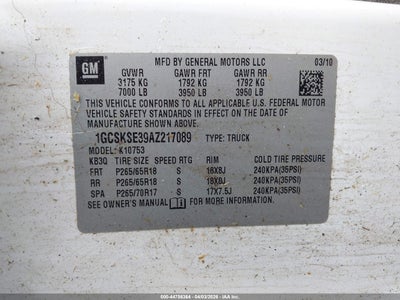 GM
MFD BY GENERAL MOTORS LLC 03/10
GVWR GAWR FRT GAWR RR
3175 KG 1792 KG 1792 KG
7000 LB 3950 LB 3950 LB
THIS VEHICLE CONFORMS TO ALL APPLICABLE U.S. FEDERAL MOTOR
VEHICLE SAFETY STANDARDS IN EFFECT ON THE DATE OF
MANUFACTURE SHOWN ABOVE.
1GCSKSE39AZ217089 TYPE: TRUCK
MODEL: K10753
KB3Q TIRE SIZE SPEED RTG RIM COLD TIRE PRESSURE
FRT P265/65R18 S 18X8J 240KPA(35PSI)
RR P265/65R18 S 18X8J 240KPA(35PSI)
SPA P265/70R17 S 17X7.5J 240KPA(35PSI)
SEE OWNER'S MANUAL FOR MORE INFORMATION.
600-44756364 - 04/03/2026 - IAA